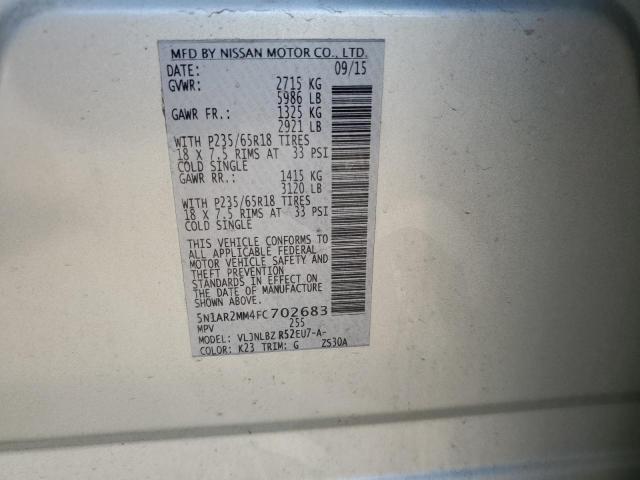 MFD BY NISSAN MOTOR CO., LTD.
DATE: 09/15
GVWR: 2715 KG
5986 LB
GAWR FR.: 1325 KG
2921 LB
WITH P235/65R18 TIRES
18 X 7.5 RIMS AT 33 PSI
COLD SINGLE
GAWR RR.: 1415 KG
3120 LB
WITH P235/65R18 TIRES
18 X 7.5 RIMS AT 33 PSI
COLD SINGLE
THIS VEHICLE CONFORMS TO
ALL APPLICABLE FEDERAL
MOTOR VEHICLE SAFETY AND
THEFT PREVENTION
STANDARDS IN EFFECT ON
THE DATE OF MANUFACTURE
SHOWN ABOVE.
5N1AR2MM4FC702683
MPV 255
MODEL: VLJNLBZ R52EU7-A-
COLOR: K23 TRIM: G ZS30A